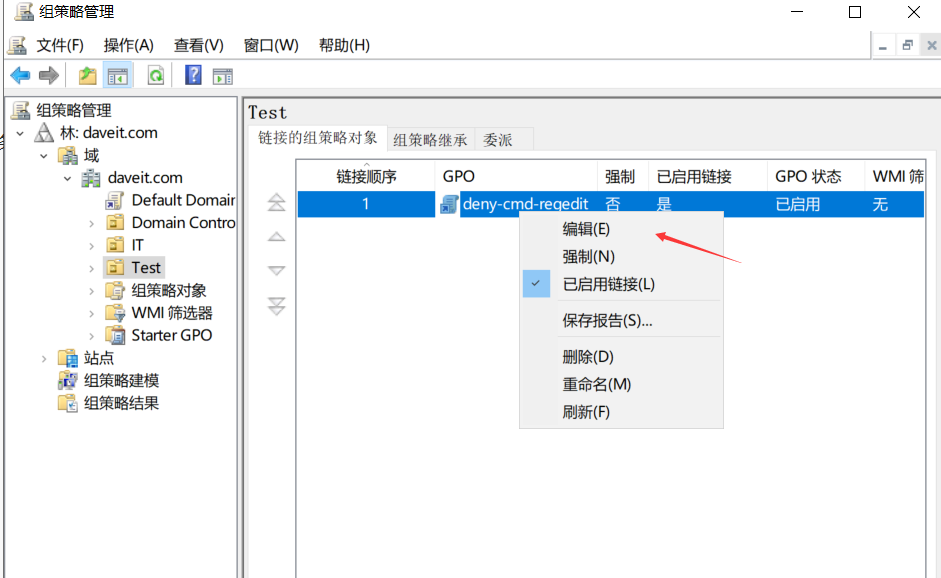 组策略管理
文件(F) 操作(A) 查看(V) 窗口(W) 帮助(H)
组策略管理
林: daveit.com
域
daveit.com
Default Domain
Domain Contro
IT
Test
组策略对象
WMI 筛选器
Starter GPO
站点
组策略建模
组策略结果
Test
链接的组策略对象 组策略继承 委派
链接顺序 GPO 强制 已启用链接 GPO 状态 WMI 筛
1 deny-cmd-regedit 否 是 已启用 无
编辑(E)
强制(N)
已启用链接(L)
保存报告(S)...
删除(D)
重命名(M)
刷新(F)